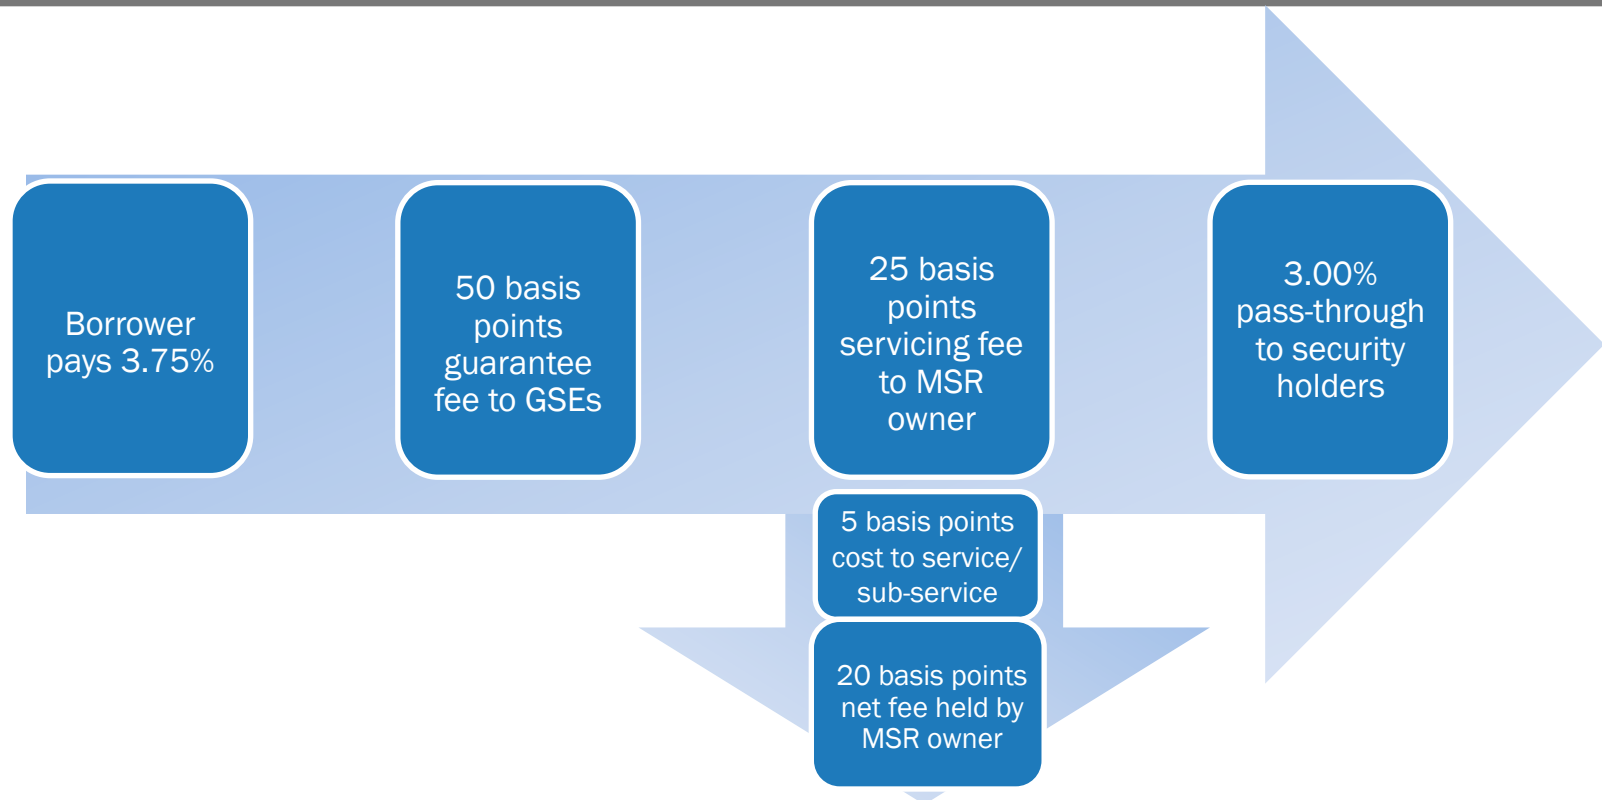 Borrower
pays 3.75%
50 basis
points
guarantee
fee to GSEs
25 basis
points
servicing fee
to MSR
owner
3.00%
pass-through
to security
holders
5 basis points
cost to service/
sub-service
20 basis points
net fee held by
MSR owner